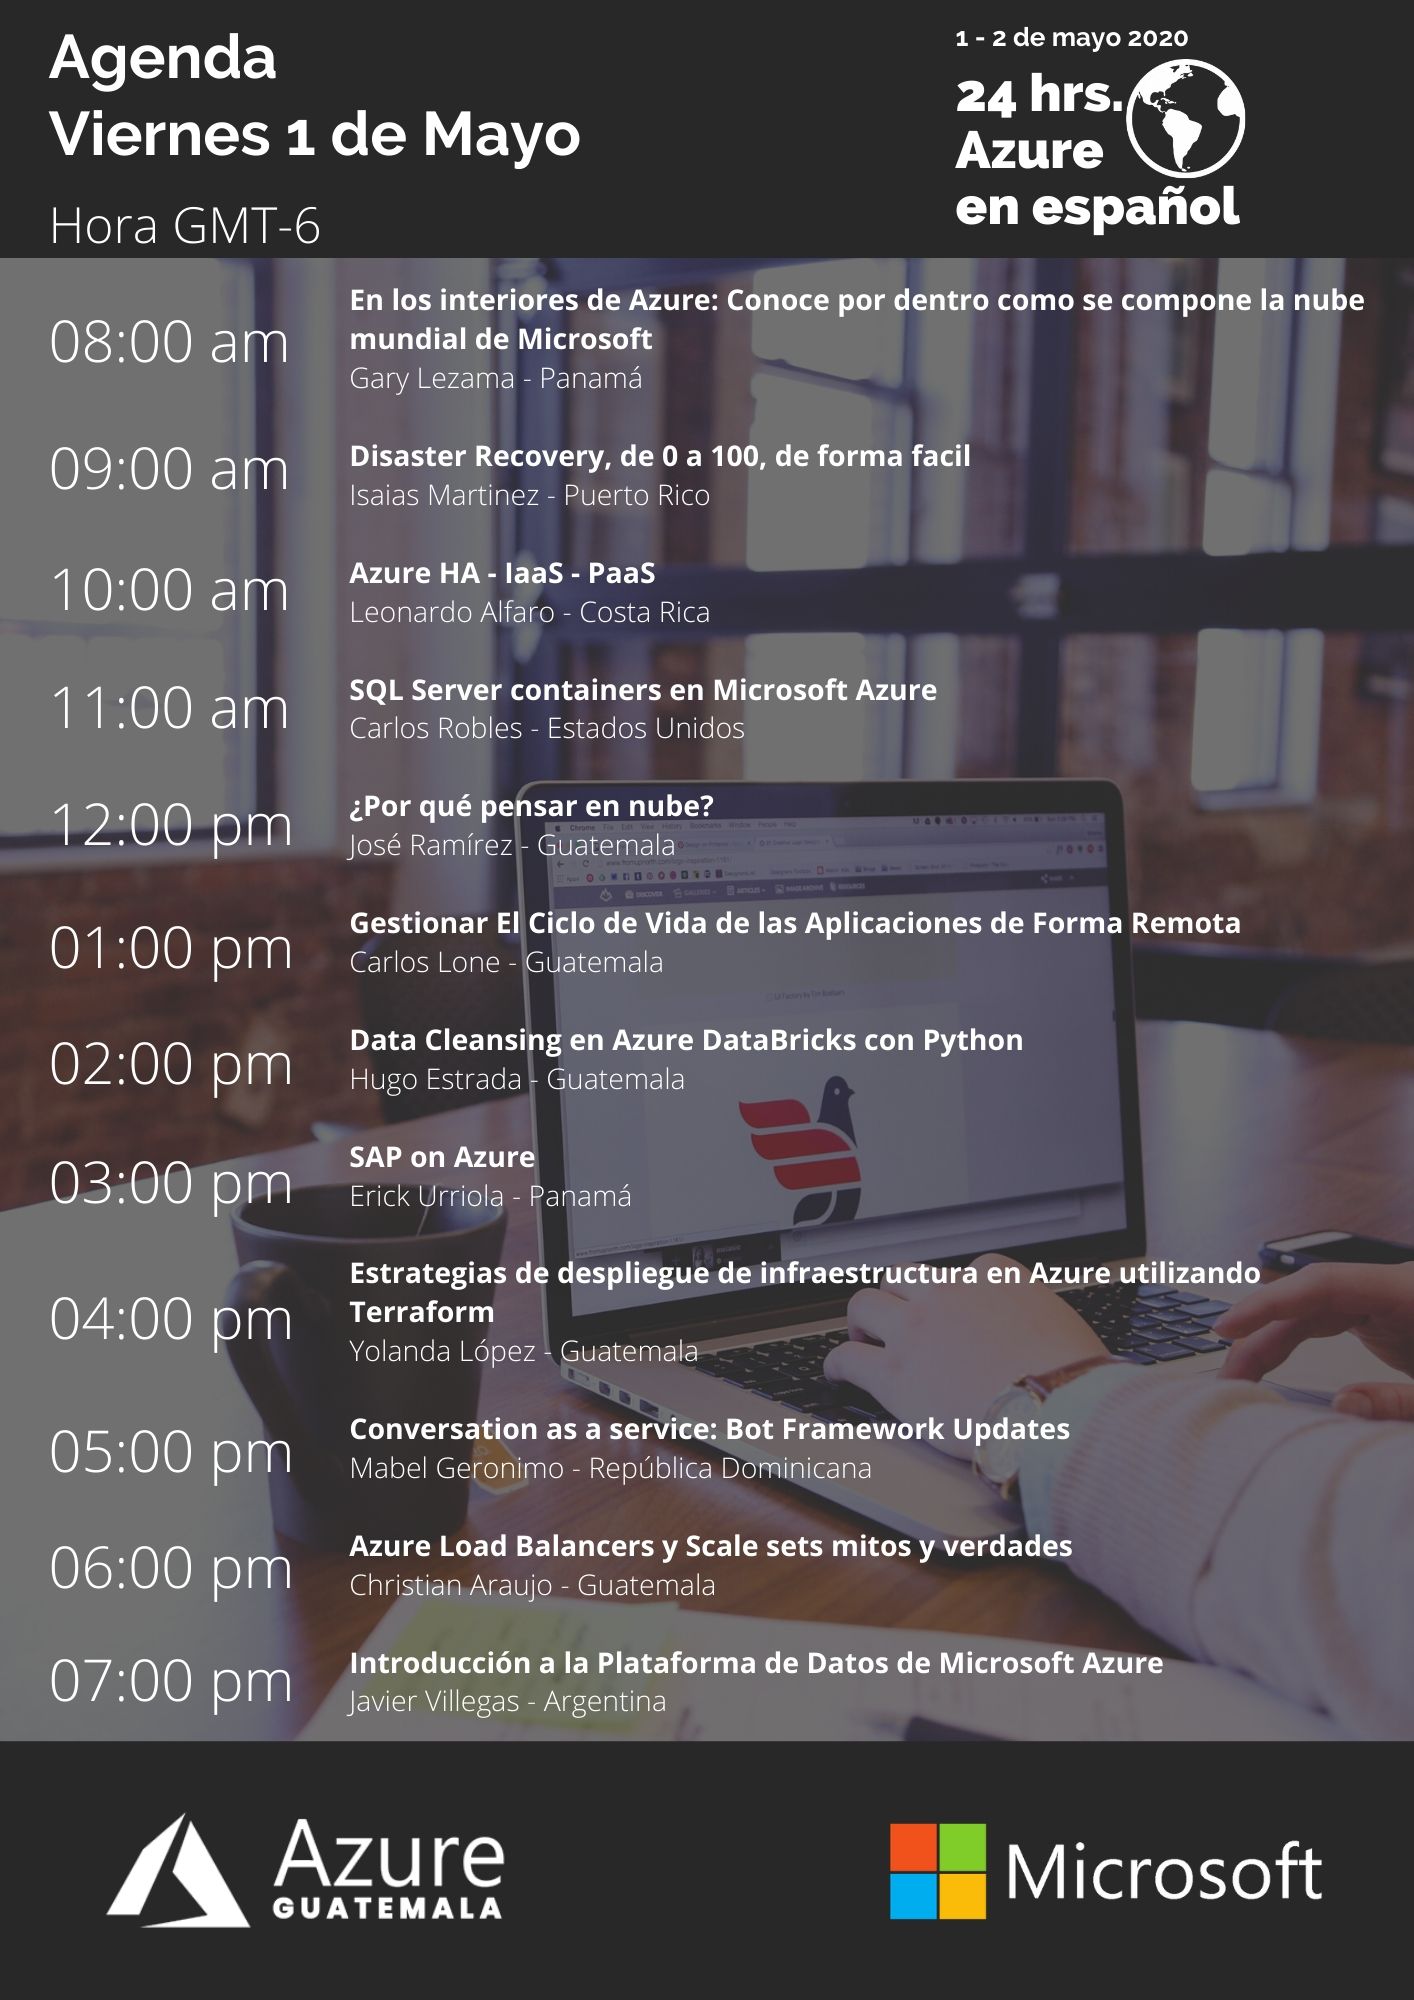 Agenda
Viernes 1 de Mayo
Hora GMT-6
1 - 2 de mayo 2020
24 hrs.
Azure
en español
08:00 am
En los interiores de Azure: Conoce por dentro como se compone la nube
mundial de Microsoft
Gary Lezama - Panamá
09:00 am
Disaster Recovery, de 0 a 100, de forma facil
Isaias Martinez - Puerto Rico
10:00 am
Azure HA - IaaS - PaaS
Leonardo Alfaro - Costa Rica
11:00 am
SQL Server containers en Microsoft Azure
Carlos Robles - Estados Unidos
12:00 pm
¿Por qué pensar en nube?
José Ramírez - Guatemala
01:00 pm
Gestionar El Ciclo de Vida de las Aplicaciones de Forma Remota
Carlos Lone - Guatemala
02:00 pm
Data Cleansing en Azure DataBricks con Python
Hugo Estrada - Guatemala
03:00 pm
SAP on Azure
Erick Urriola - Panamá
04:00 pm
Estrategias de despliegue de infraestructura en Azure utilizando
Terraform
Yolanda López - Guatemala
05:00 pm
Conversation as a service: Bot Framework Updates
Mabel Geronimo - República Dominicana
06:00 pm
Azure Load Balancers y Scale sets mitos y verdades
Christian Araujo - Guatemala
07:00 pm
Introducción a la Plataforma de Datos de Microsoft Azure
Javier Villegas - Argentina
Azure
GUATEMALA
Microsoft